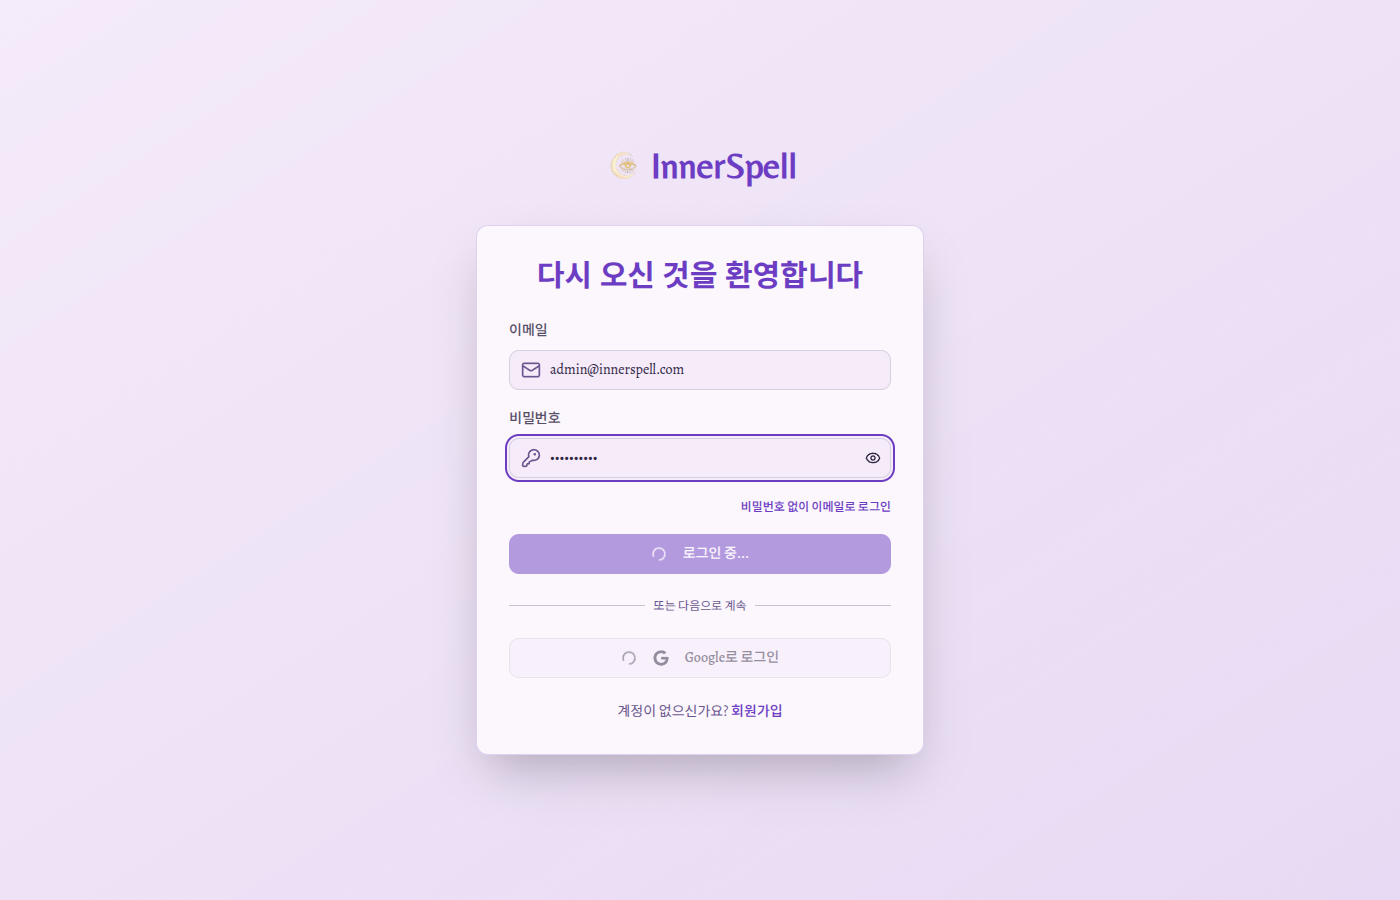 InnerSpell
다시 오신 것을 환영합니다
이메일
admin@innerspell.com
비밀번호
••••••••••
비밀번호 없이 이메일로 로그인
로그인 중...
또는 다음으로 계속
Google로 로그인
계정이 없으신가요? 회원가입